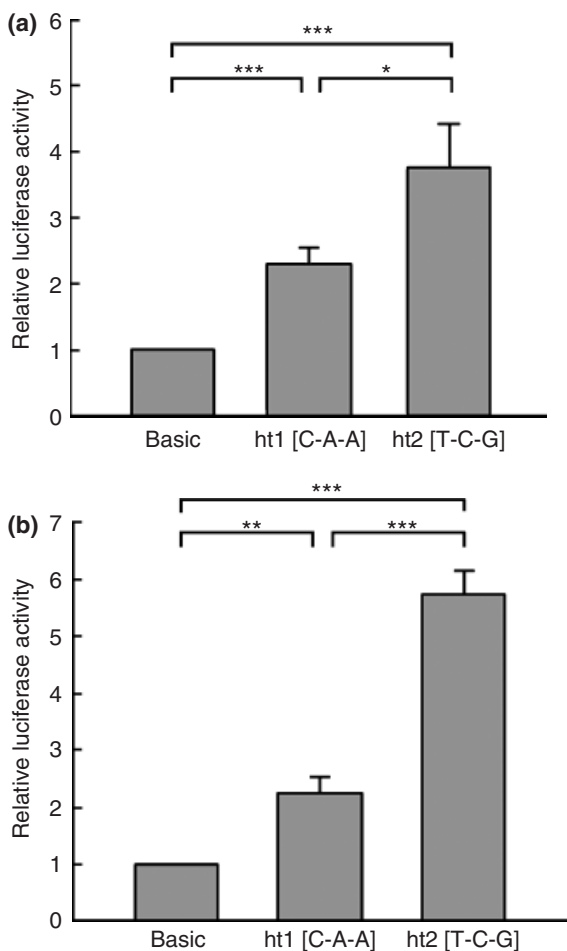 (a)
Relative luciferase activity
6
5
4
3
2
1
0
***
***
*
Basic
ht1 [C-A-A]
ht2 [T-C-G]
(b)
Relative luciferase activity
7
6
5
4
3
2
1
0
***
**
***
Basic
ht1 [C-A-A]
ht2 [T-C-G]